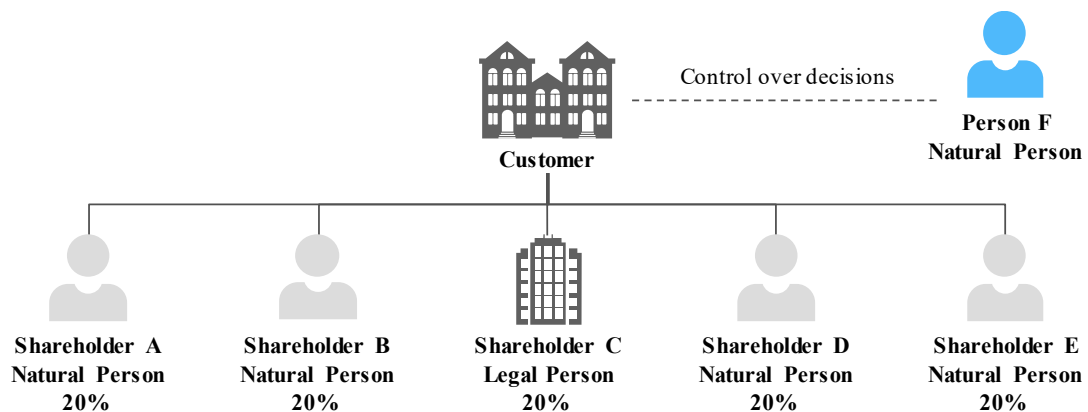 Control over decisions
Person F
Natural Person
Customer
Shareholder A
Natural Person
20%
Shareholder B
Natural Person
20%
Shareholder C
Legal Person
20%
Shareholder D
Natural Person
20%
Shareholder E
Natural Person
20%